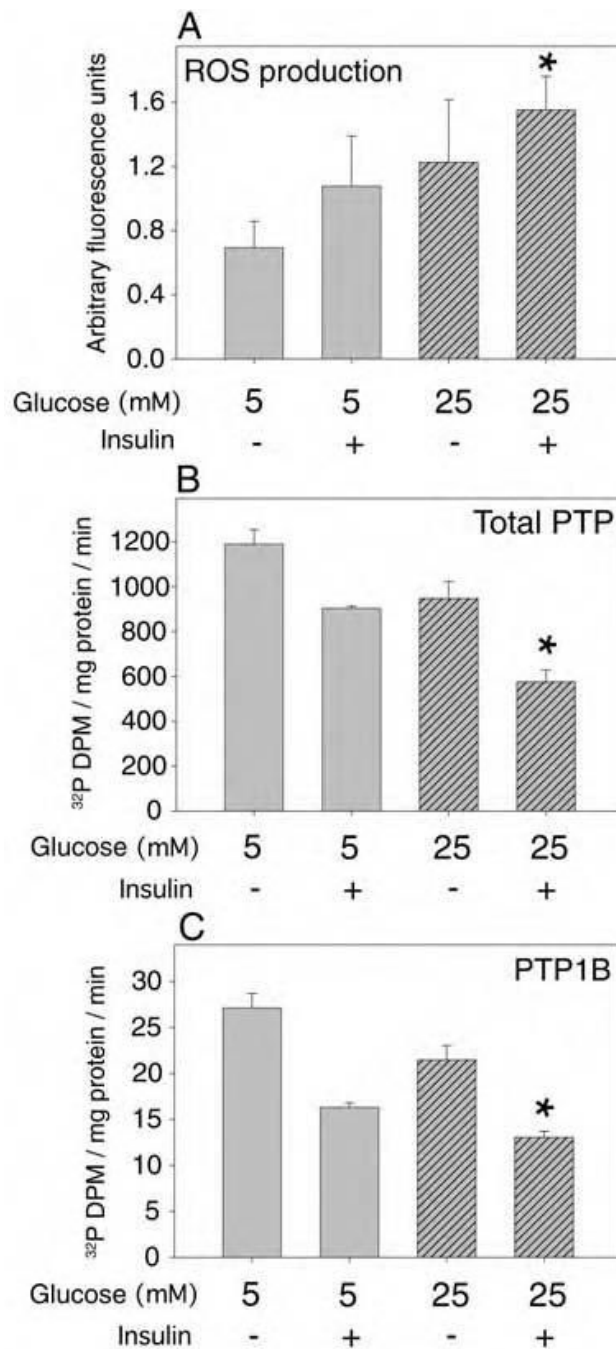 A
ROS production
*
Arbitrary fluorescence units
1.6
1.2
0.8
0.4
0.0
Glucose (mM) 5 5 25 25
Insulin - + - +
B
Total PTP
*
³²P DPM / mg protein / min
1200
1000
800
600
400
200
0
Glucose (mM) 5 5 25 25
Insulin - + - +
C
PTP1B
*
³²P DPM / mg protein / min
30
25
20
15
10
5
0
Glucose (mM) 5 5 25 25
Insulin - + - +